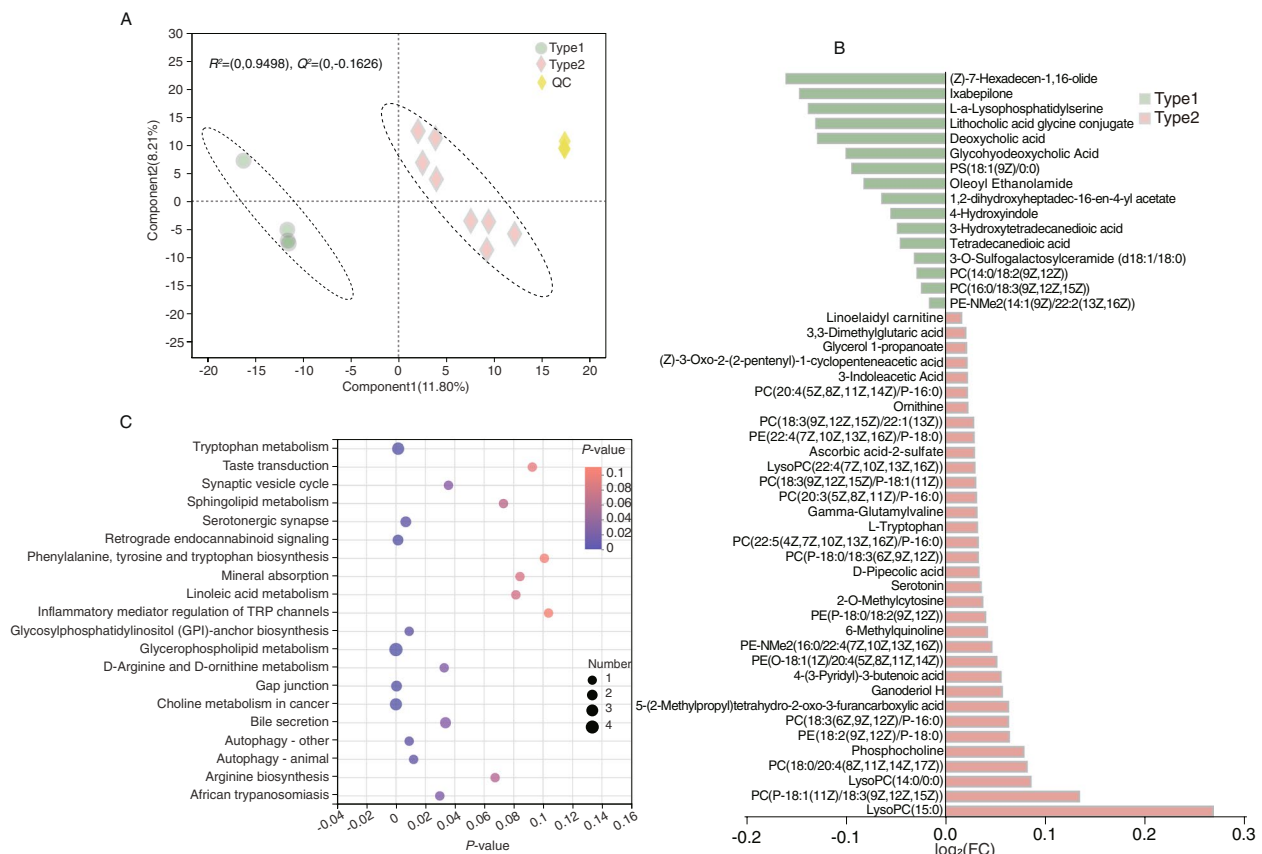 A
30
25
20
15
10
5
0
-5
-10
-15
-20
-25
R²=(0,0.9498), Q²=(0,-0.1626)
Type1
Type2
QC
Component2(8.21%)
-20
-15
-10
-5
0
5
10
17
20
Component1(11.80%)
B
(Z)-7-Hexadecen-1,16-olide
Ixabepilone
L-a-Lysophosphatidylserine
Lithocholic acid glycine conjugate
Deoxycholic acid
Glycohyodeoxycholic Acid
PS(18:1(9Z)/0:0)
Oleoyl Ethanolamide
1,2-dihydroxyheptadec-16-en-4-yl acetate
4-Hydroxyindole
3-Hydroxytetradecanedioic acid
Tetradecanedioic acid
3-O-Sulfogalactosylceramide (d18:1/18:0)
PC(14:0/18:2(9Z,12Z))
PC(16:0/18:3(9Z,12Z,15Z))
PE-NMe2(14:1(9Z)/22:2(13Z,16Z))
Type1
Type2
Linoelaidyl carnitine
3,3-Dimethylglutaric acid
Glycerol 1-propanoate
(Z)-3-Oxo-2-(2-pentenyl)-1-cyclopenteneacetic acid
3-Indoleacetic Acid
PC(20:4(5Z,8Z,11Z,14Z)/P-16:0)
Ornithine
PC(18:3(9Z,12Z,15Z)/22:1(13Z))
PE(22:4(7Z,10Z,13Z,16Z)/P-18:0)
Ascorbic acid-2-sulfate
LysoPC(22:4(7Z,10Z,13Z,16Z))
PC(18:3(9Z,12Z,15Z)/P-18:1(11Z))
PC(20:3(5Z,8Z,11Z)/P-16:0)
Gamma-Glutamylvaline
L-Tryptophan
PC(22:5(4Z,7Z,10Z,13Z,16Z)/P-16:0)
PC(P-18:0/18:3(6Z,9Z,12Z))
D-Pipecolic acid
Serotonin
2-O-Methylcytosine
PE(P-18:0/18:2(9Z,12Z))
6-Methylquinoline
PE-NMe2(16:0/22:4(7Z,10Z,13Z,16Z))
PE(O-18:1(1Z)/20:4(5Z,8Z,11Z,14Z))
4-(3-Pyridyl)-3-butenoic acid
Ganoderiol H
5-(2-Methylpropyl)tetrahydro-2-oxo-3-furancarboxylic acid
PC(18:3(6Z,9Z,12Z)/P-16:0)
PE(18:2(9Z,12Z)/P-18:0)
Phosphocholine
PC(18:0/20:4(8Z,11Z,14Z,17Z))
LysoPC(14:0/0:0)
PC(P-18:1(11Z)/18:3(9Z,12Z,15Z))
LysoPC(15:0)
-0.2
-0.1
0.0
0.1
0.2
0.3
log₂(FC)
C
Tryptophan metabolism
Taste transduction
Synaptic vesicle cycle
Sphingolipid metabolism
Serotonergic synapse
Retrograde endocannabinoid signaling
Phenylalanine, tyrosine and tryptophan biosynthesis
Mineral absorption
Linoleic acid metabolism
Inflammatory mediator regulation of TRP channels
Glycosylphosphatidylinositol (GPI)-anchor biosynthesis
Glycerophospholipid metabolism
D-Arginine and D-ornithine metabolism
Gap junction
Choline metabolism in cancer
Bile secretion
Autophagy - other
Autophagy - animal
Arginine biosynthesis
African trypanosomiasis
P-value
0.1
0.08
0.06
0.04
0.02
0
Number
1
2
3
4
-0.04
-0.02
0
0.02
0.04
0.06
0.08
0.1
0.12
0.14
0.16
P-value